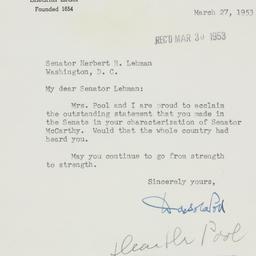 Founded 1654
March 27, 1953
REC'D MAR 30 1953
Senator Herbert H. Lehman
Washington, D. C.
My dear Senator Lehman:
Mrs. Pool and I are proud to acclaim
the outstanding statement that you made in
the Senate in your characterization of Senator
McCarthy. Would that the whole country had
heard you.
May you continue to go from strength
to strength.
Sincerely yours,
Pool